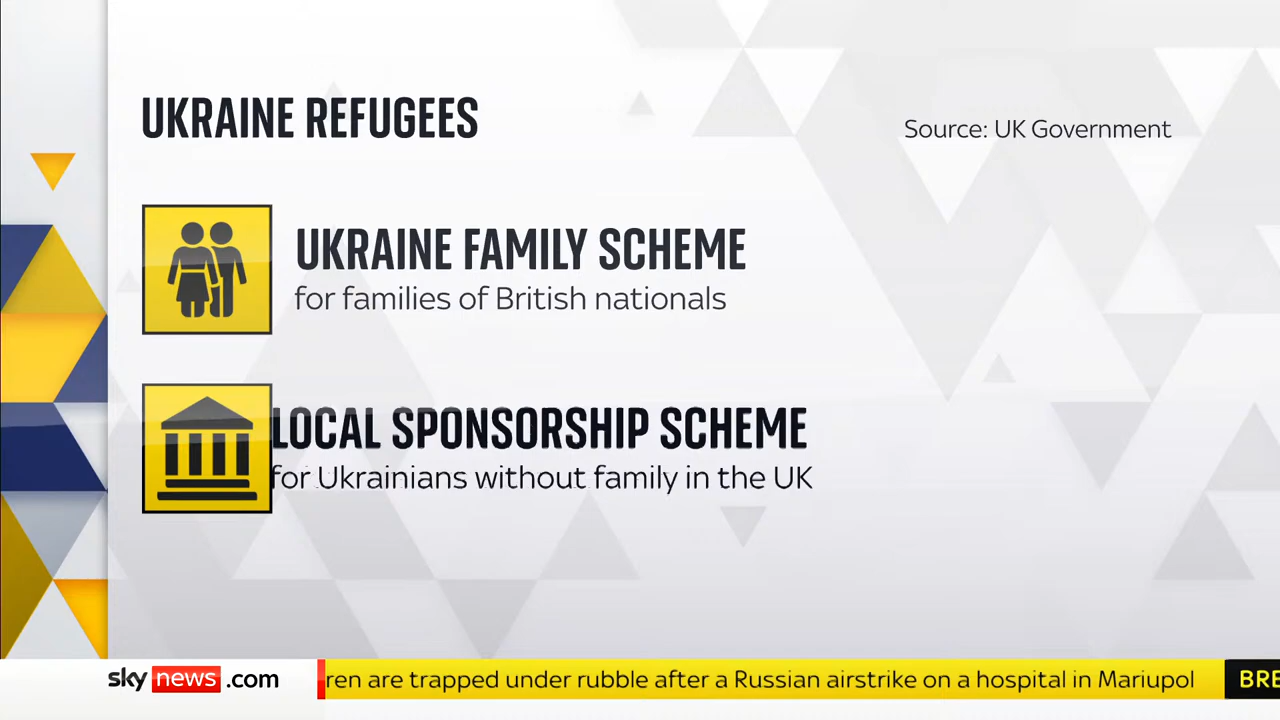 UKRAINE REFUGEES
Source: UK Government
UKRAINE FAMILY SCHEME
for families of British nationals
LOCAL SPONSORSHIP SCHEME
for Ukrainians without family in the UK
sky news .com
ren are trapped under rubble after a Russian airstrike on a hospital in Mariupol
BRE